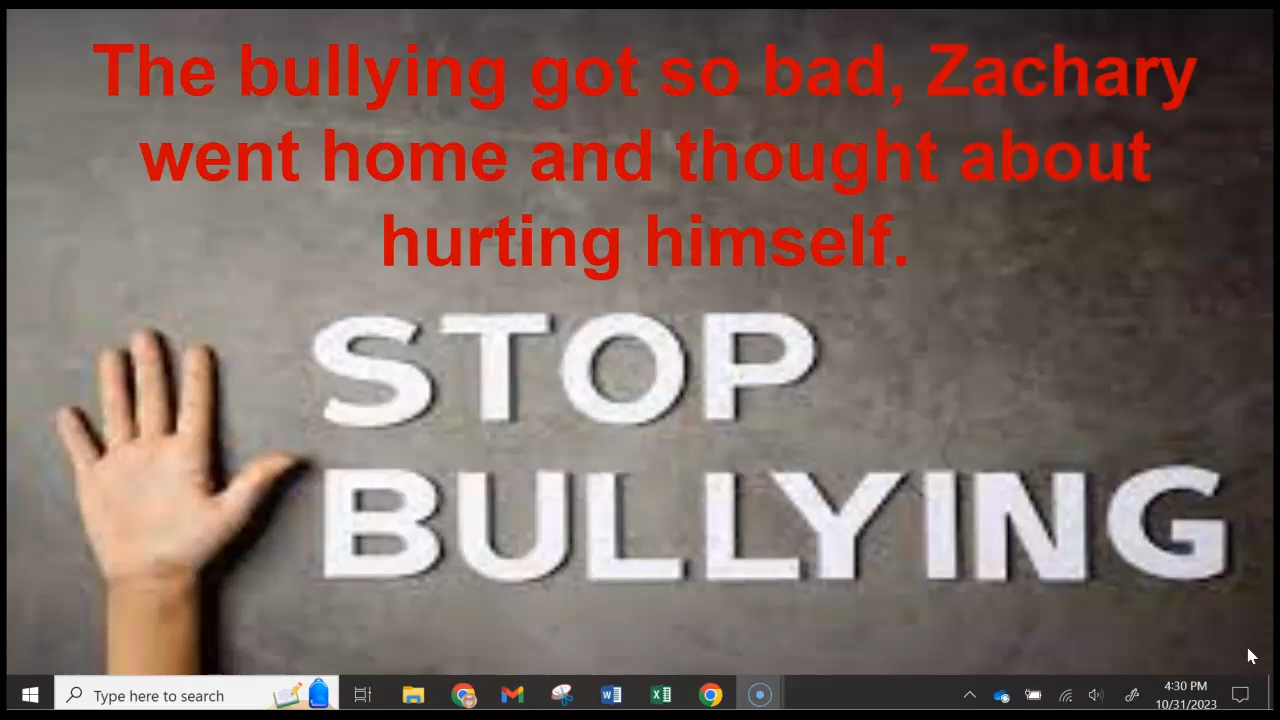 The bullying got so bad, Zachary
went home and thought about
hurting himself.
STOP
BULLYING
Type here to search
4:30 PM
10/31/2023